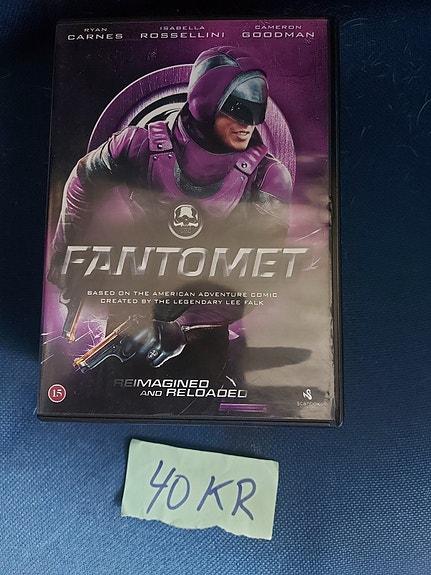 RYAN CARNES
ISABELLA ROSSELLINI
CAMERON GOODMAN
FANTOMET
BASED ON THE AMERICAN ADVENTURE COMIC
CREATED BY THE LEGENDARY LEE FALK
REIMAGINED
AND RELOADED
15
40 KR